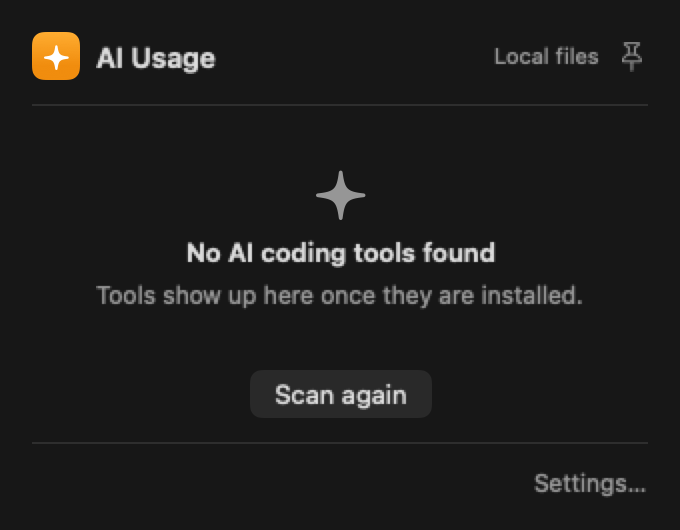 AI Usage
Local files
No AI coding tools found
Tools show up here once they are installed.
Scan again
Settings...